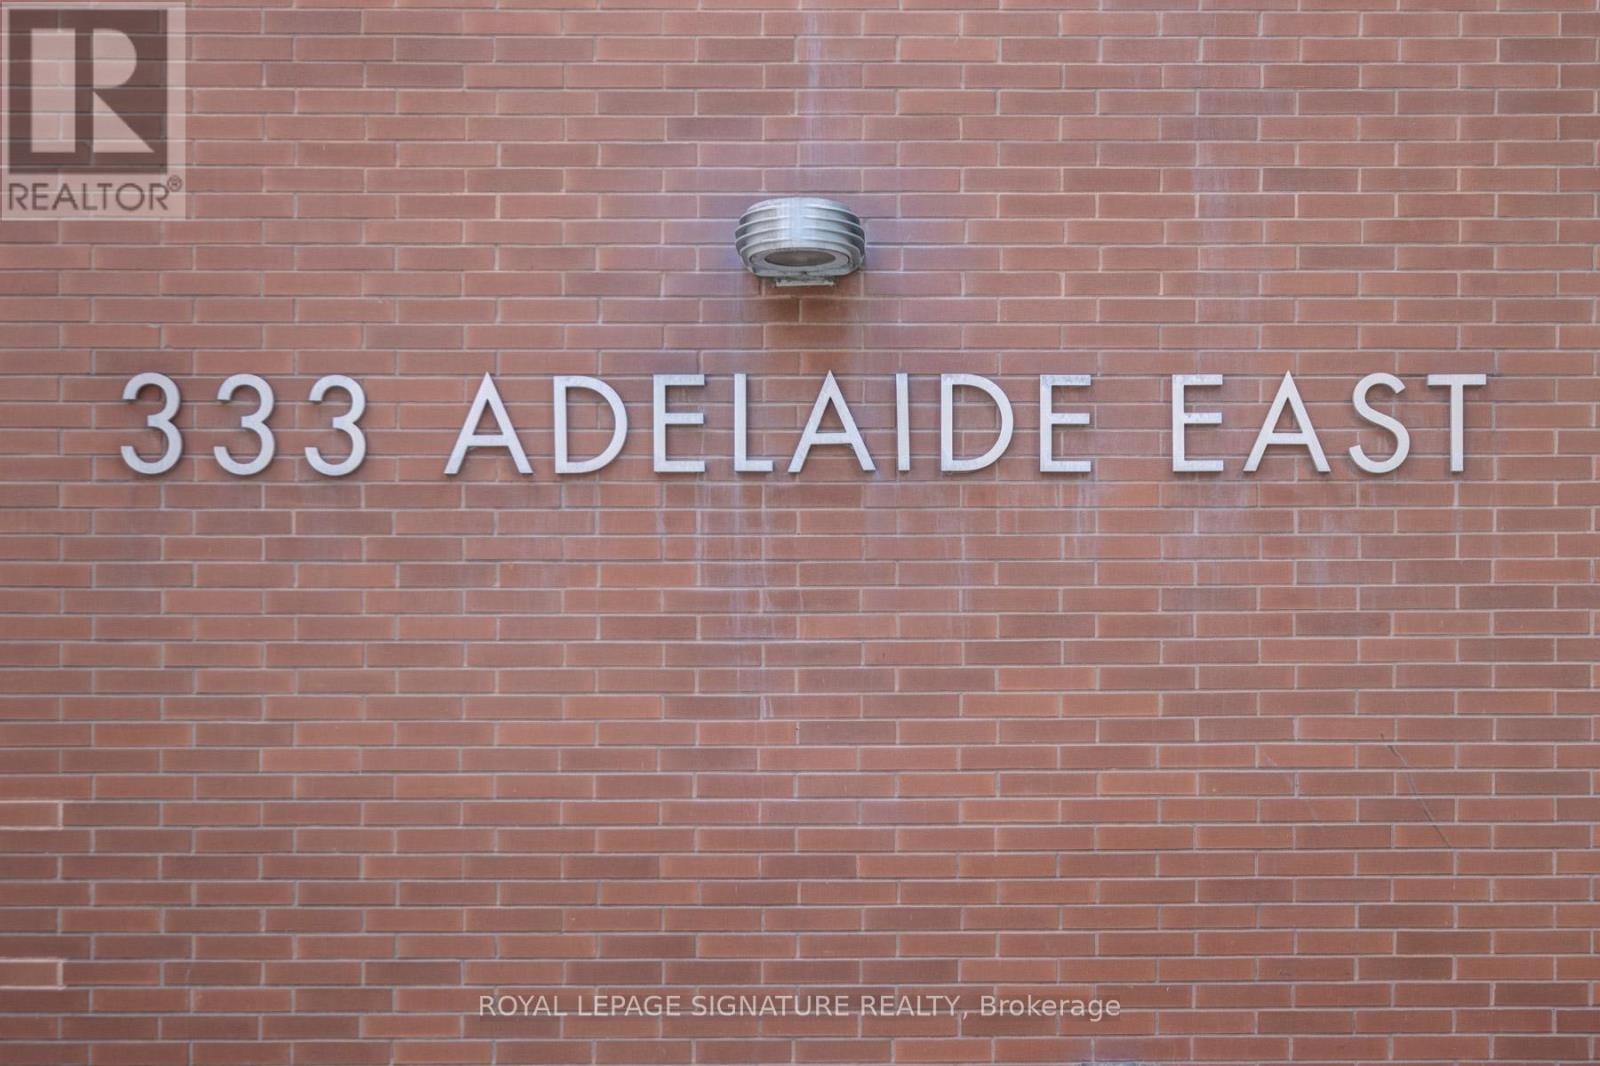 R
REALTOR®
333 ADELAIDE EAST
ROYAL LEPAGE SIGNATURE REALTY, Brokerage